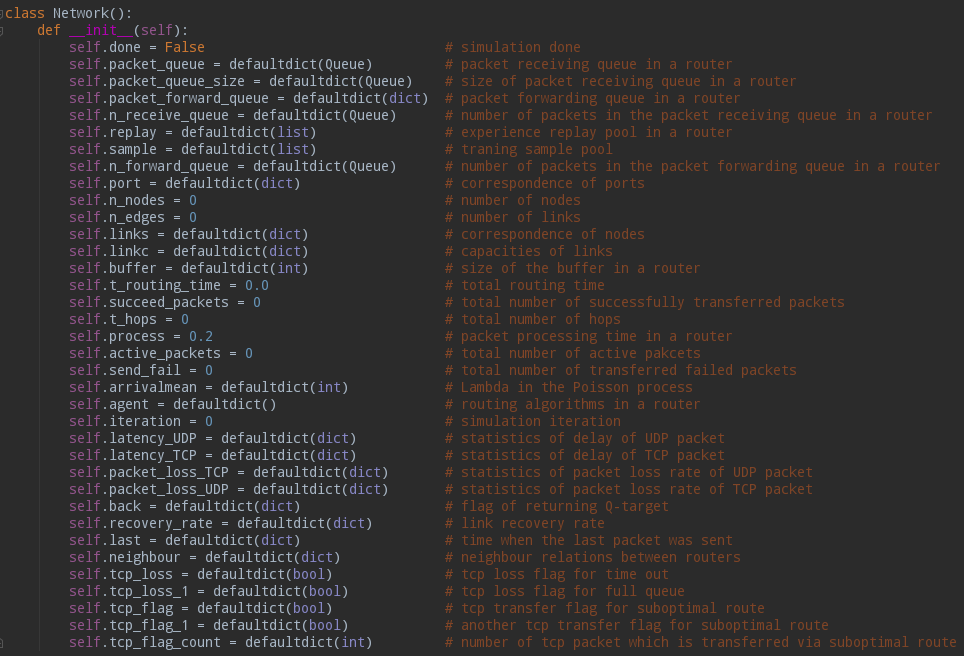 class Network():
    def __init__(self):
        self.done = False                              # simulation done
        self.packet_queue = defaultdict(Queue)         # packet receiving queue in a router
        self.packet_queue_size = defaultdict(Queue)    # size of packet receiving queue in a router
        self.packet_forward_queue = defaultdict(dict)  # packet forwarding queue in a router
        self.n_receive_queue = defaultdict(Queue)      # number of packets in the packet receiving queue in a router
        self.replay = defaultdict(list)                # experience replay pool in a router
        self.sample = defaultdict(list)                # traning sample pool
        self.n_forward_queue = defaultdict(Queue)      # number of packets in the packet forwarding queue in a router
        self.port = defaultdict(dict)                  # correspondence of ports
        self.n_nodes = 0                               # number of nodes
        self.n_edges = 0                               # number of links
        self.links = defaultdict(dict)                 # correspondence of nodes
        self.linkc = defaultdict(dict)                 # capacities of links
        self.buffer = defaultdict(int)                 # size of the buffer in a router
        self.t_routing_time = 0.0                      # total routing time
        self.succeed_packets = 0                       # total number of successfully transferred packets
        self.t_hops = 0                                # total number of hops
        self.process = 0.2                             # packet processing time in a router
        self.active_packets = 0                        # total number of active pakcets
        self.send_fail = 0                             # total number of transferred failed packets
        self.arrivalmean = defaultdict(int)            # Lambda in the Poisson process
        self.agent = defaultdict()                     # routing algorithms in a router
        self.iteration = 0                             # simulation iteration
        self.latency_UDP = defaultdict(dict)           # statistics of delay of UDP packet
        self.latency_TCP = defaultdict(dict)           # statistics of delay of TCP packet
        self.packet_loss_TCP = defaultdict(dict)       # statistics of packet loss rate of UDP packet
        self.packet_loss_UDP = defaultdict(dict)       # statistics of packet loss rate of TCP packet
        self.back = defaultdict(dict)                  # flag of returning Q-target
        self.recovery_rate = defaultdict(dict)         # link recovery rate
        self.last = defaultdict(dict)                  # time when the last packet was sent
        self.neighbour = defaultdict(dict)             # neighbour relations between routers
        self.tcp_loss = defaultdict(bool)              # tcp loss flag for time out
        self.tcp_loss_1 = defaultdict(bool)            # tcp loss flag for full queue
        self.tcp_flag = defaultdict(bool)              # tcp transfer flag for suboptimal route
        self.tcp_flag_1 = defaultdict(bool)            # another tcp transfer flag for suboptimal route
        self.tcp_flag_count = defaultdict(int)         # number of tcp packet which is transferred via suboptimal route